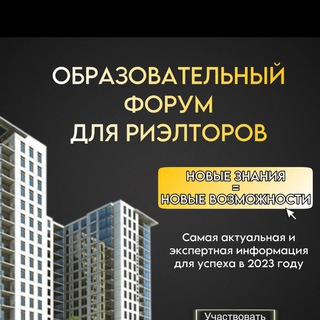 ОБРАЗОВАТЕЛЬНЫЙ
ФОРУМ
ДЛЯ РИЭЛТОРОВ
НОВЫЕ ЗНАНИЯ
=
НОВЫЕ ВОЗМОЖНОСТИ
Самая актуальная и
экспертная информация
для успеха в 2023 году
Участвовать